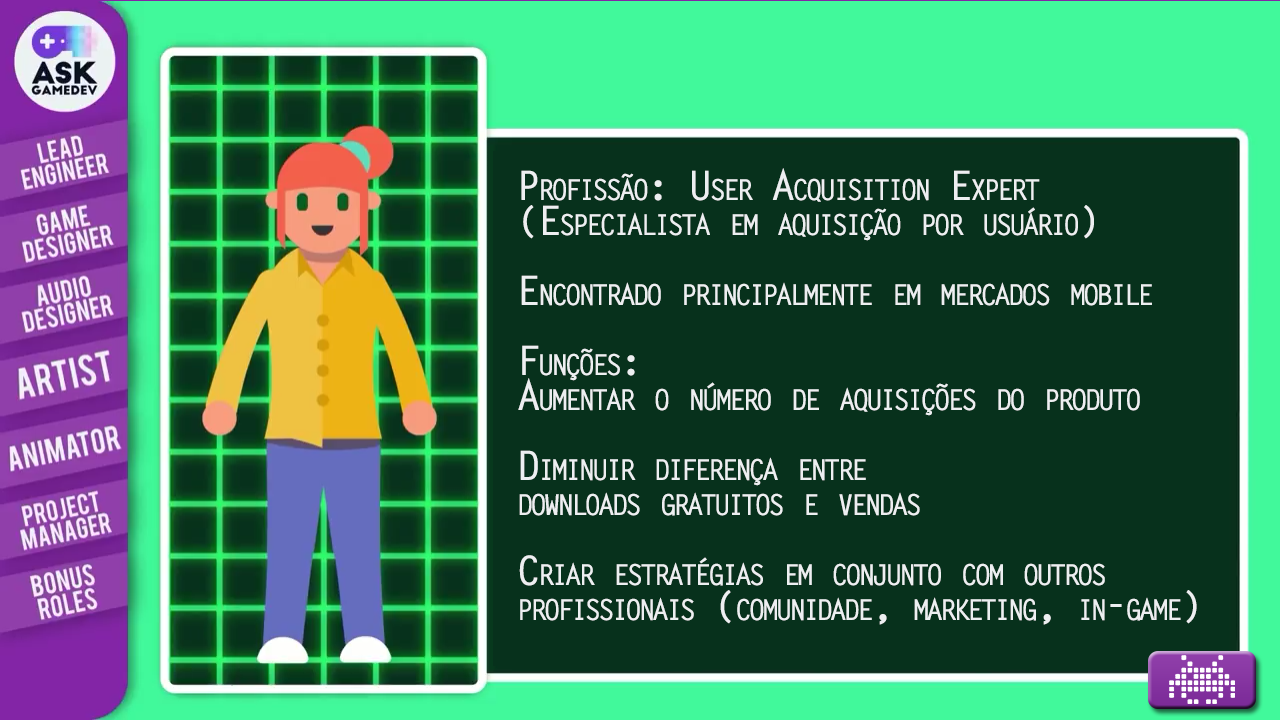 ASK
GAMEDEV
LEAD
ENGINEER
GAME
DESIGNER
AUDIO
DESIGNER
ARTIST
ANIMATOR
PROJECT
MANAGER
BONUS
ROLES
Profissão: User Acquisition Expert
(Especialista em aquisição por usuário)
Encontrado principalmente em mercados mobile
Funções:
Aumentar o número de aquisições do produto
Diminuir diferença entre
downloads gratuitos e vendas
Criar estratégias em conjunto com outros
profissionais (comunidade, marketing, in-game)